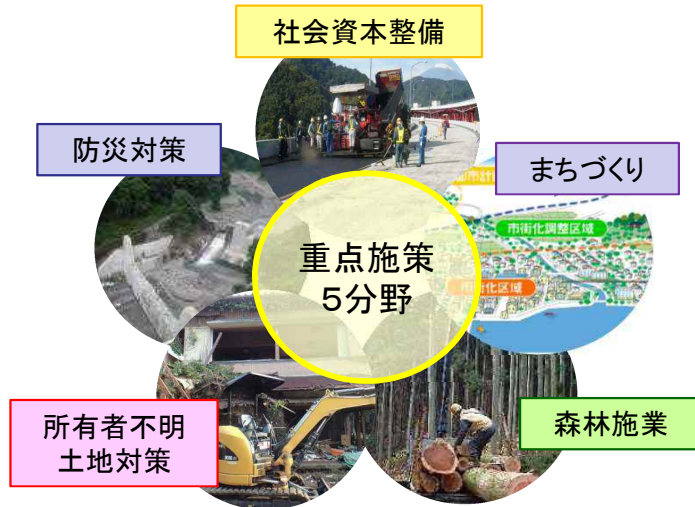 社会資本整備
防災対策
まちづくり
市街化調整区域
重点施策
5分野
市街化区域
所有者不明
土地対策
森林施業